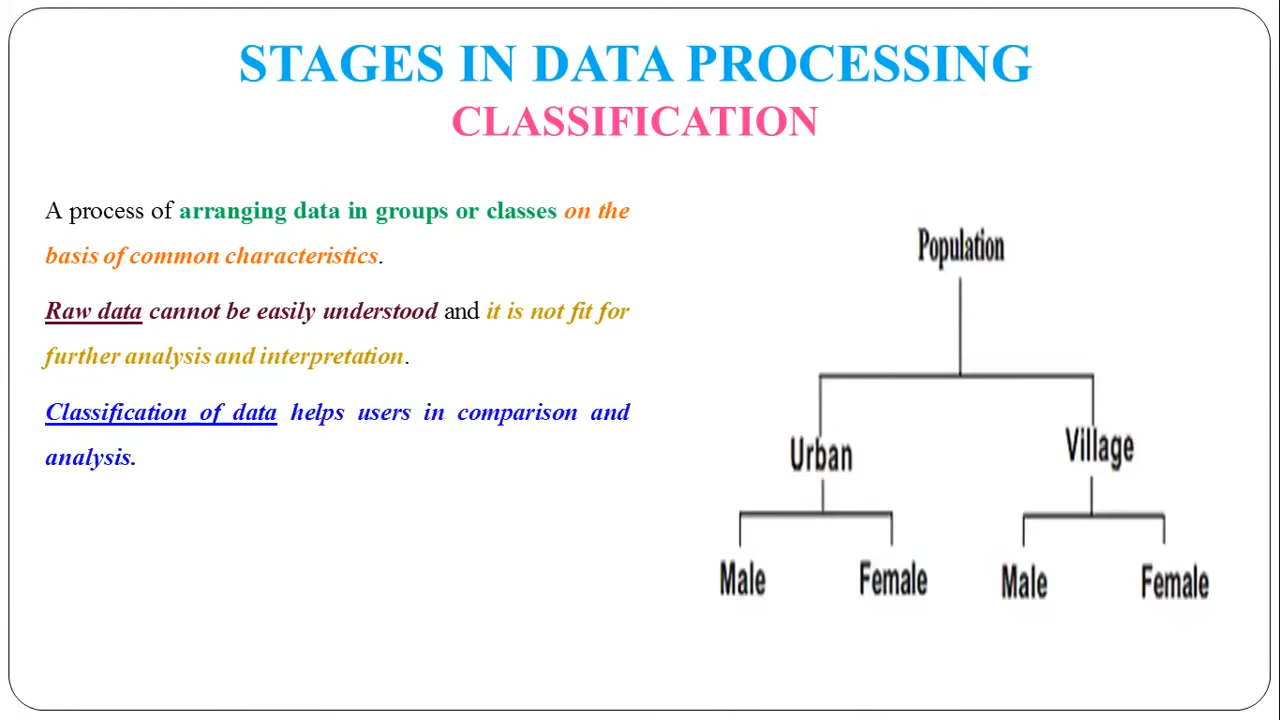 STAGES IN DATA PROCESSING
CLASSIFICATION
A process of arranging data in groups or classes on the
basis of common characteristics.
Raw data cannot be easily understood and it is not fit for
further analysis and interpretation.
Classification of data helps users in comparison and
analysis.
Population
Urban
Village
Male
Female
Male
Female